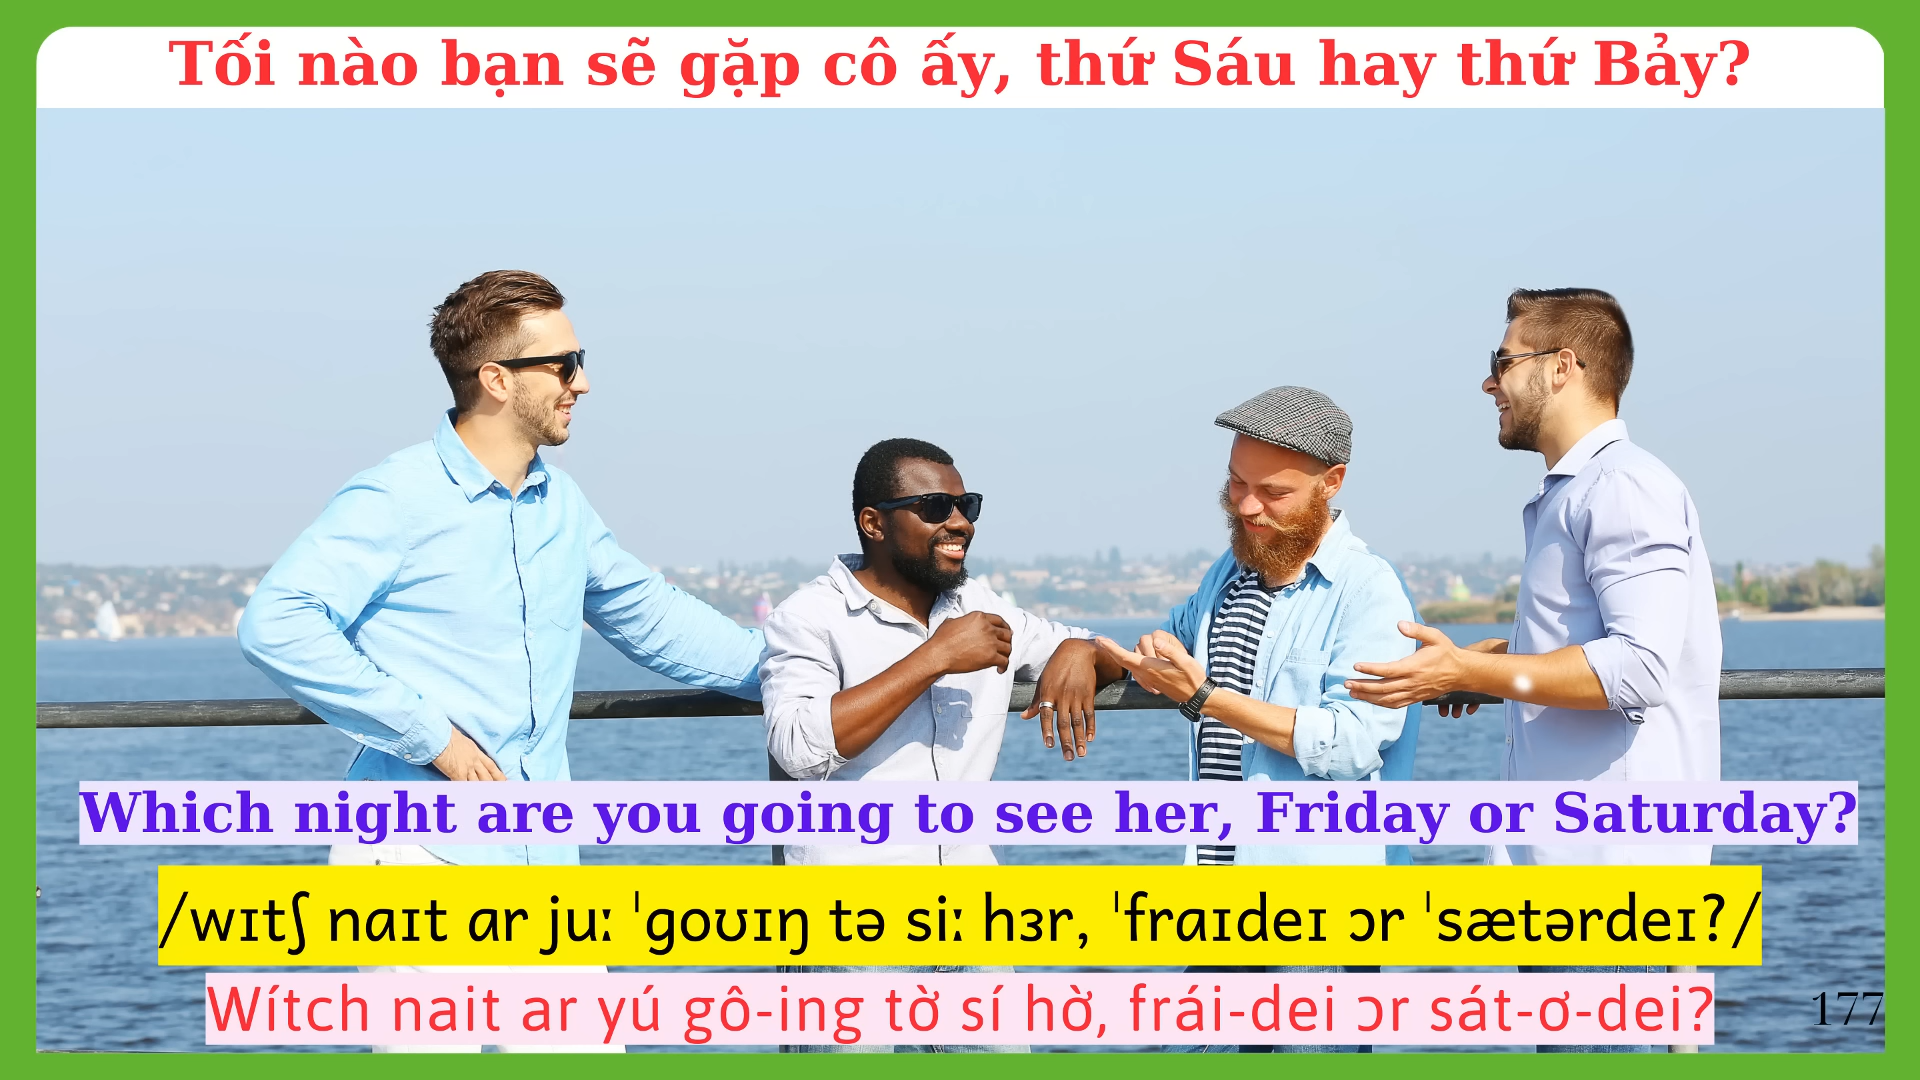 Tối nào bạn sẽ gặp cô ấy, thứ Sáu hay thứ Bảy?
Which night are you going to see her, Friday or Saturday?
/wɪtʃ naɪt ar juː ˈgoʊɪŋ tə siː hɜr, ˈfraɪdeɪ ɔr ˈsætərdeɪ?/
Wítch nait ar yú gô-ing tờ sí hờ, frái-dei ɔr sát-ơ-dei?
177